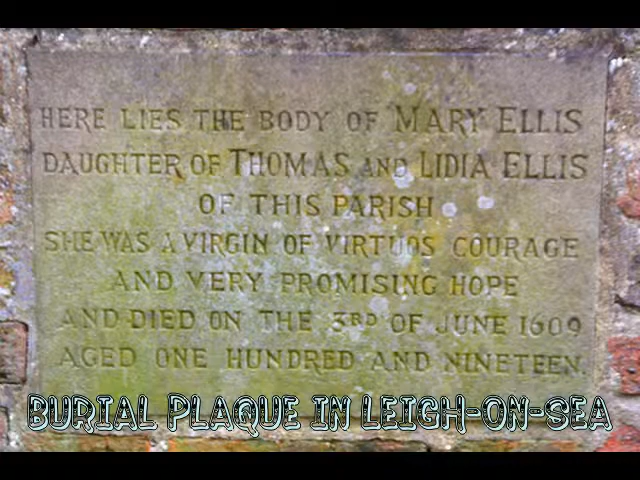 HERE LIES THE BODY OF MARY ELLIS
DAUGHTER OF THOMAS AND LIDIA ELLIS
OF THIS PARISH
SHE WAS A VIRGIN OF VIRTUOS COURAGE
AND VERY PROMISING HOPE
AND DIED ON THE 3RD OF JUNE 1609
AGED ONE HUNDRED AND NINETEEN
BURIAL PLAQUE IN LEIGH-ON-SEA